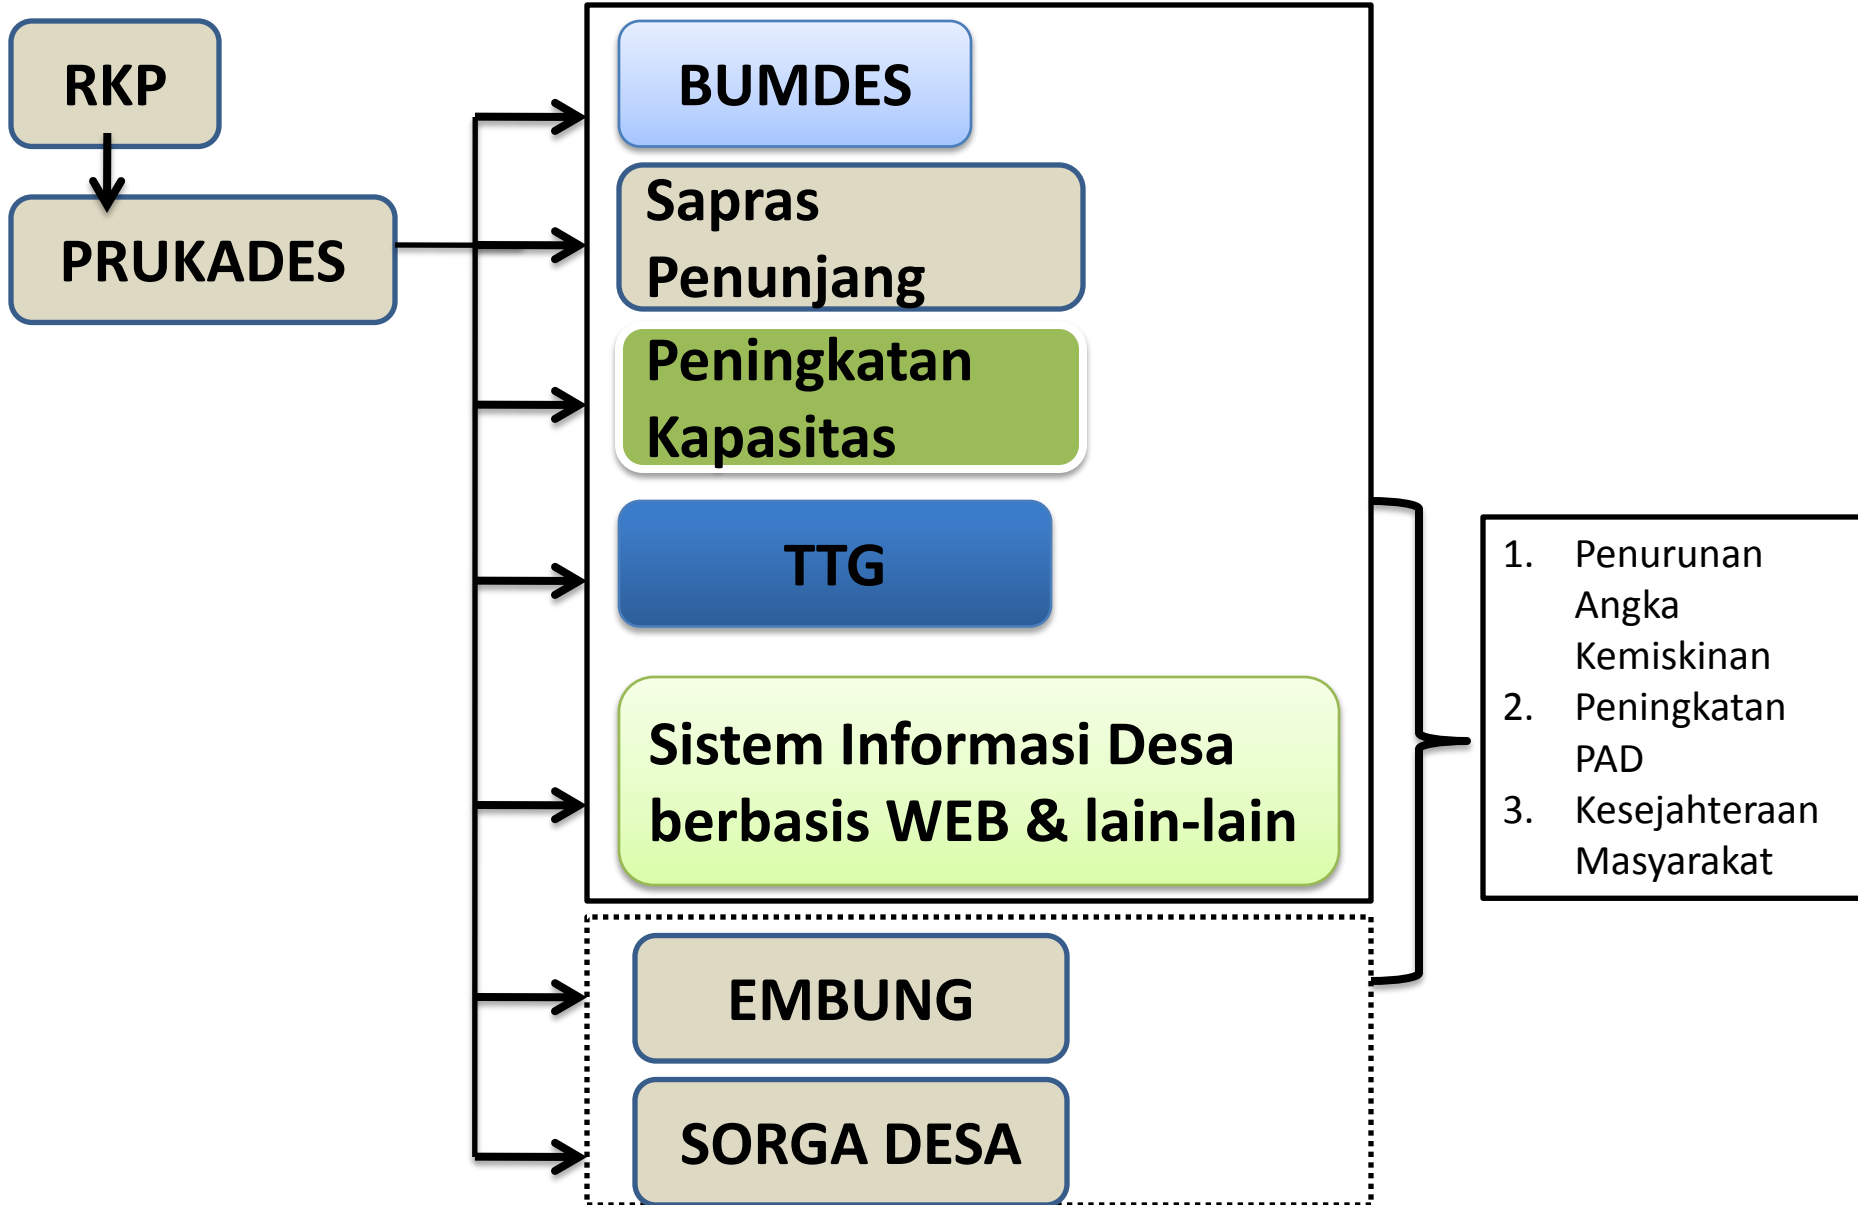 RKP
PRUKADES
BUMDES
Sapras
Penunjang
Peningkatan
Kapasitas
TTG
Sistem Informasi Desa
berbasis WEB & lain-lain
EMBUNG
SORGA DESA
1. Penurunan
Angka
Kemiskinan
2. Peningkatan
PAD
3. Kesejahteraan
Masyarakat